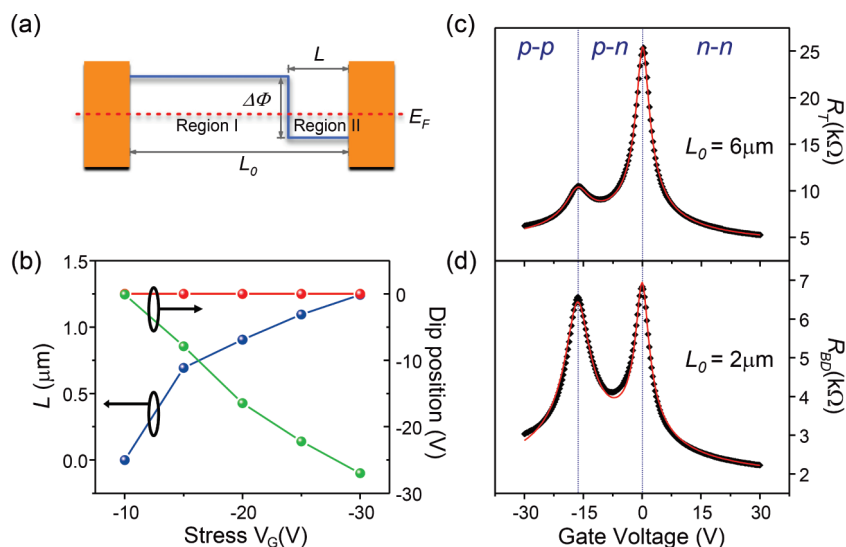 (a)
L
ΔΦ
E_F
Region I
Region II
L_0
(b)
1.5
1.0
0.5
0.0
L (μm)
0
-10
-20
-30
Dip position (V)
-10
-20
-30
Stress V_G(V)
(c)
p-p
p-n
n-n
25
20
15
10
5
R_T(kΩ)
L_0 = 6μm
(d)
7
6
5
4
3
2
R_BD(kΩ)
L_0 = 2μm
-30
-15
0
15
30
Gate Voltage (V)